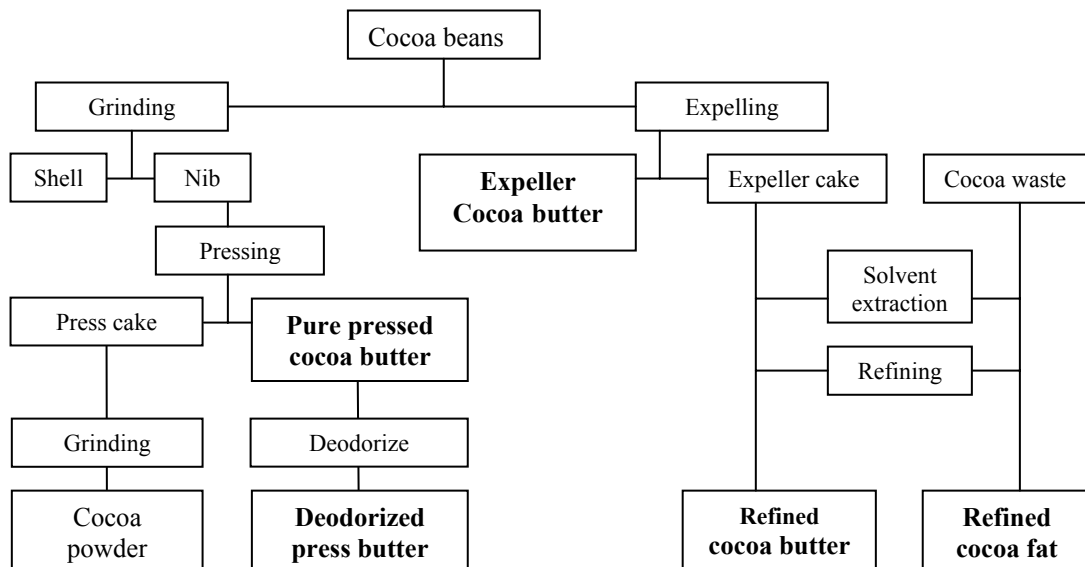 Cocoa beans
Grinding
Expelling
Shell
Nib
Expeller
Cocoa butter
Expeller cake
Cocoa waste
Pressing
Solvent
extraction
Press cake
Pure pressed
cocoa butter
Refining
Grinding
Deodorize
Cocoa
powder
Deodorized
press butter
Refined
cocoa butter
Refined
cocoa fat